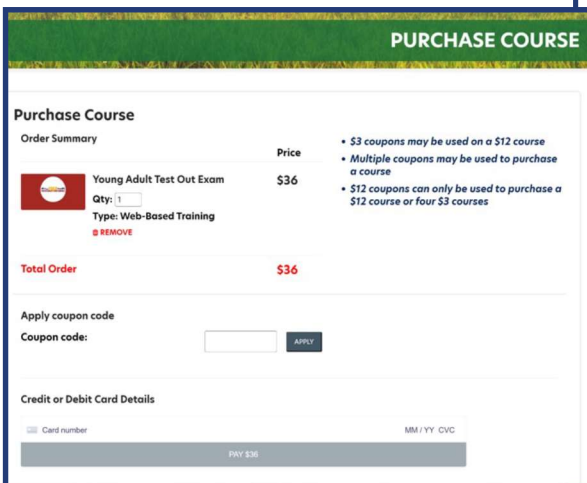 PURCHASE COURSE
Purchase Course
Order Summary
Price
Young Adult Test Out Exam
$36
Qty: 1
Type: Web-Based Training
REMOVE
Total Order
$36
• $3 coupons may be used on a $12 course
• Multiple coupons may be used to purchase
a course
• $12 coupons can only be used to purchase a
$12 course or four $3 courses
Apply coupon code
Coupon code:
APPLY
Credit or Debit Card Details
Card number
MM / YY CVC
PAY $36